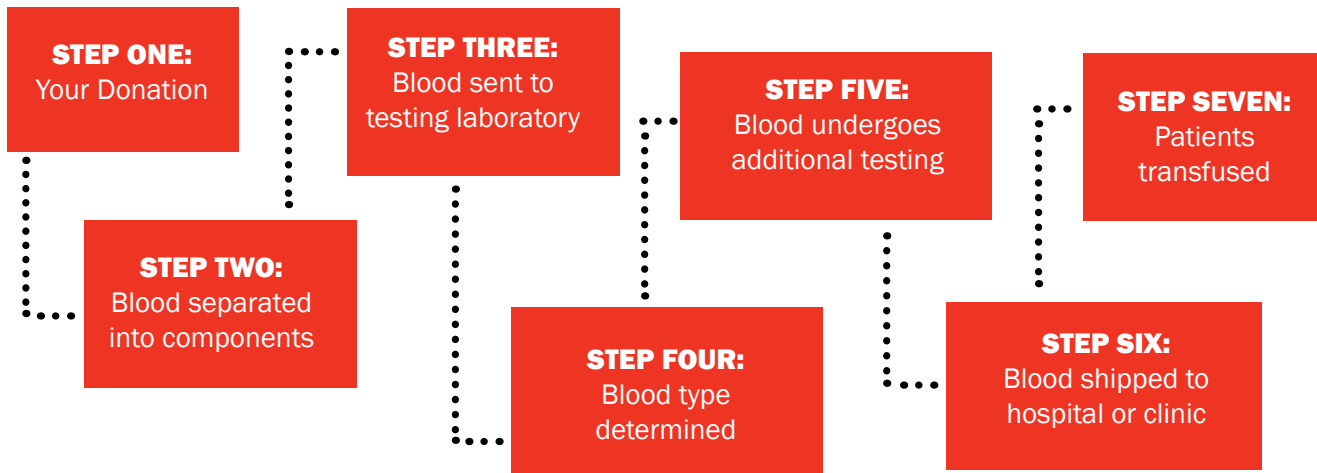 STEP ONE:
Your Donation
STEP TWO:
Blood separated
into components
STEP THREE:
Blood sent to
testing laboratory
STEP FOUR:
Blood type
determined
STEP FIVE:
Blood undergoes
additional testing
STEP SIX:
Blood shipped to
hospital or clinic
STEP SEVEN:
Patients
transfused